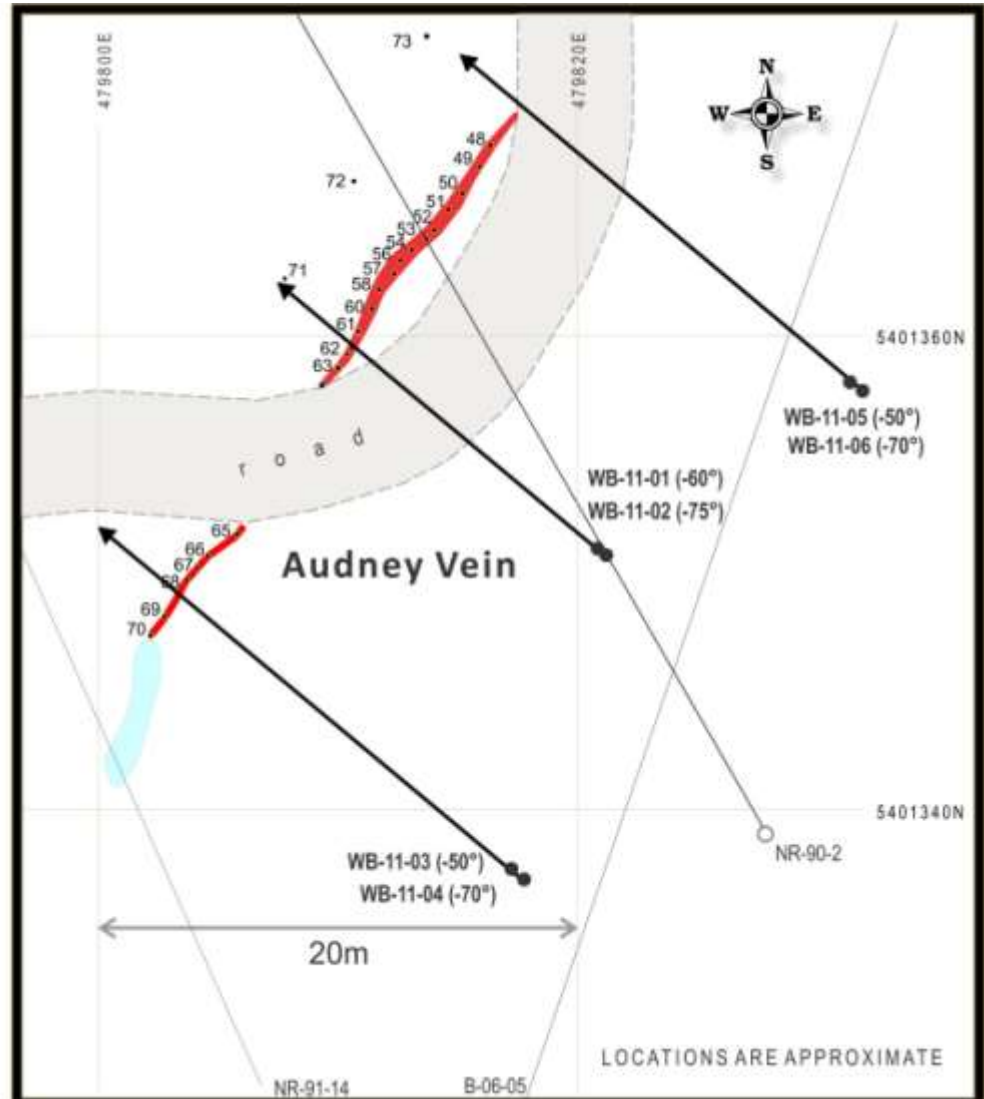 479800E
479820E
73
N
W E
S
48
49
50
51
52
53
54
56
57
58
60
61
62
63
72
71
5401360N
WB-11-05 (-50°)
WB-11-06 (-70°)
road
WB-11-01 (-60°)
WB-11-02 (-75°)
65
66
67
68
69
70
Audney Vein
5401340N
NR-90-2
WB-11-03 (-50°)
WB-11-04 (-70°)
20m
LOCATIONS ARE APPROXIMATE
NR-91-14
B-06-05